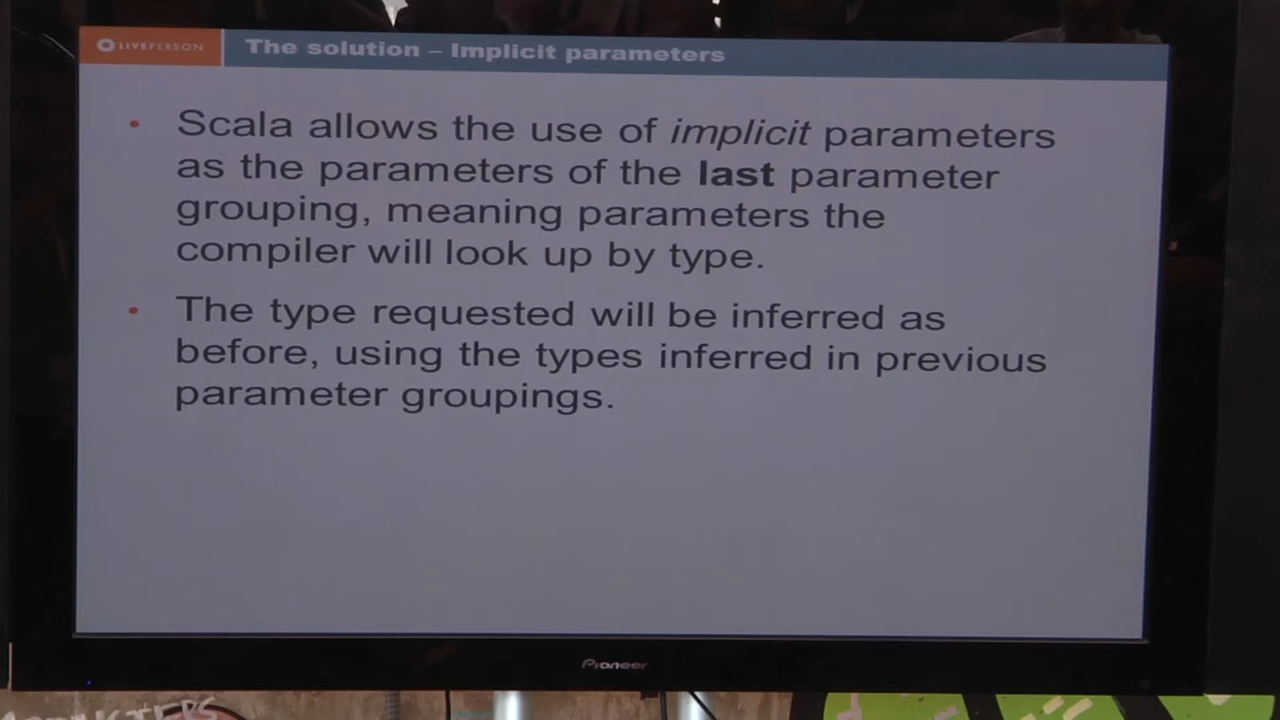 LIVEPERSON
The solution – Implicit parameters
• Scala allows the use of implicit parameters
as the parameters of the last parameter
grouping, meaning parameters the
compiler will look up by type.
• The type requested will be inferred as
before, using the types inferred in previous
parameter groupings.
Pioneer